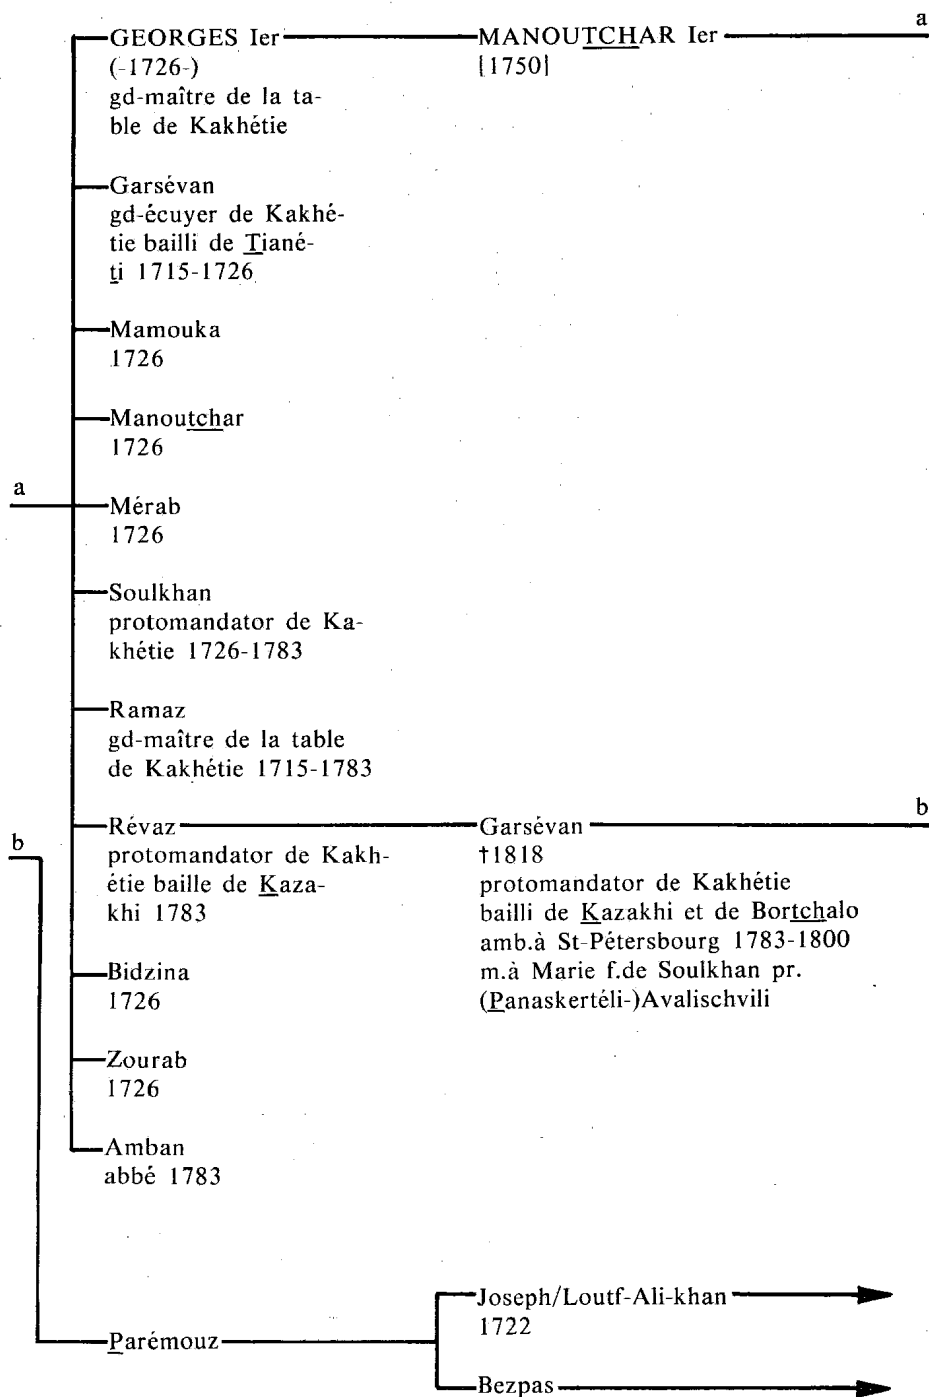 a
GEORGES Ier
(-1726-)
gd-maître de la ta-
ble de Kakhétie
MANOUTCHAR Ier
[1750]
Garsévan
gd-écuyer de Kakhé-
tie bailli de Tiané-
ti 1715-1726
Mamouka
1726
Manoutchar
1726
a
Mérab
1726
Soulkhan
protomandator de Ka-
khétie 1726-1783
Ramaz
gd-maître de la table
de Kakhétie 1715-1783
b
b
Révaz
protomandator de Kakh-
étie baille de Kaza-
khi 1783
Garsévan
†1818
protomandator de Kakhétie
bailli de Kazakhi et de Bortchalo
amb.à St-Pétersbourg 1783-1800
m.à Marie f.de Soulkhan pr.
(Panaskertéli-)Avalischvili
Bidzina
1726
Zourab
1726
Amban
abbé 1783
Parémouz
Joseph/Loutf-Ali-khan
1722
Bezpas